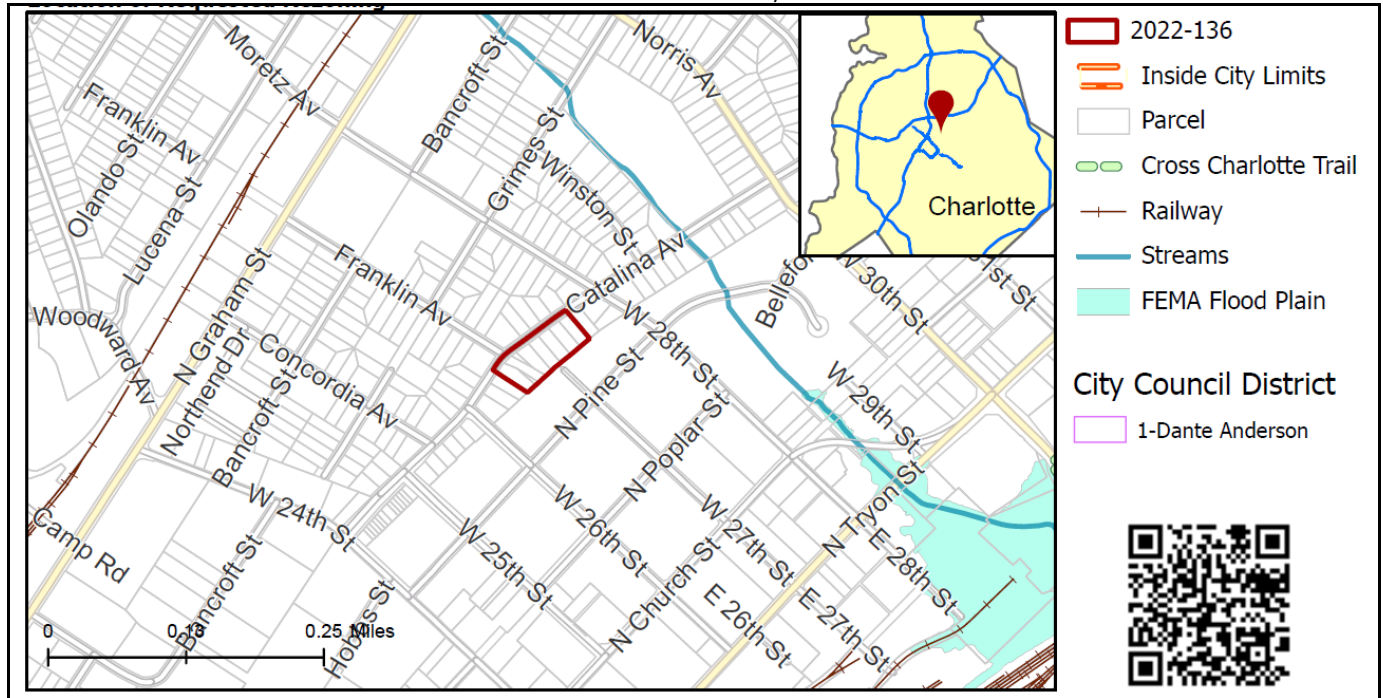 Location of Requested Rezoning
Moretz Av
Bancroft St
Norris Av
Franklin Av
Grimes St
Olando St
Lucena St
Winston St
Charlotte
Catalina Av
W 30th St
Franklin Av
W 28th St
N Graham St
Woodward Av
Northend Dr
Concordia Av
N Pine St
W 29th St
Bancroft St
N Poplar St
N Tryon St
W 24th St
W 26th St
W 27th St
E 28th St
Camp Rd
W 25th St
N Church St
Bancroft St
Hobbs St
E 26th St
E 27th St
0
0.13
0.25 Miles
2022-136
Inside City Limits
Parcel
Cross Charlotte Trail
Railway
Streams
FEMA Flood Plain
City Council District
1-Dante Anderson